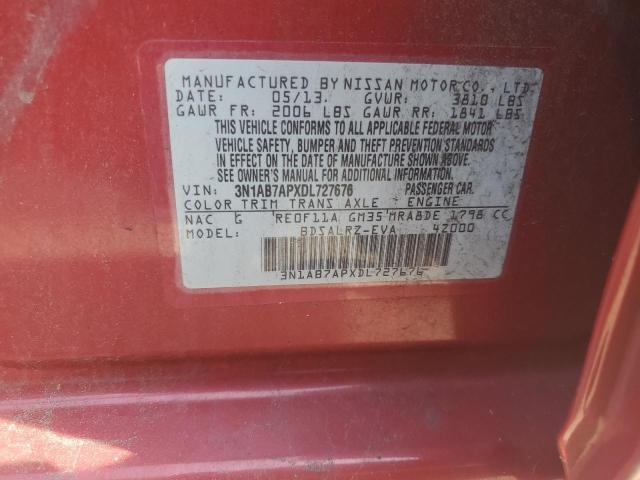 MANUFACTURED BY NISSAN MOTOR CO., LTD.
DATE: 05/13. GVWR: 3810 LBS
GAWR FR: 2006 LBS GAWR RR: 1841 LBS
THIS VEHICLE CONFORMS TO ALL APPLICABLE FEDERAL MOTOR
VEHICLE SAFETY, BUMPER AND THEFT PREVENTION STANDARDS
IN EFFECT ON THE DATE OF MANUFACTURE SHOWN ABOVE.
SEE OWNER'S MANUAL FOR ADDITIONAL INFORMATION
VIN: 3N1AB7APXDL727676 PASSENGER CAR.
COLOR TRIM TRANS AXLE ENGINE
NAC G RE0F11A GM35 MRA8DE 1798 CC
MODEL: BDSALRZ-EVA 42000
3N1AB7APXDL727676